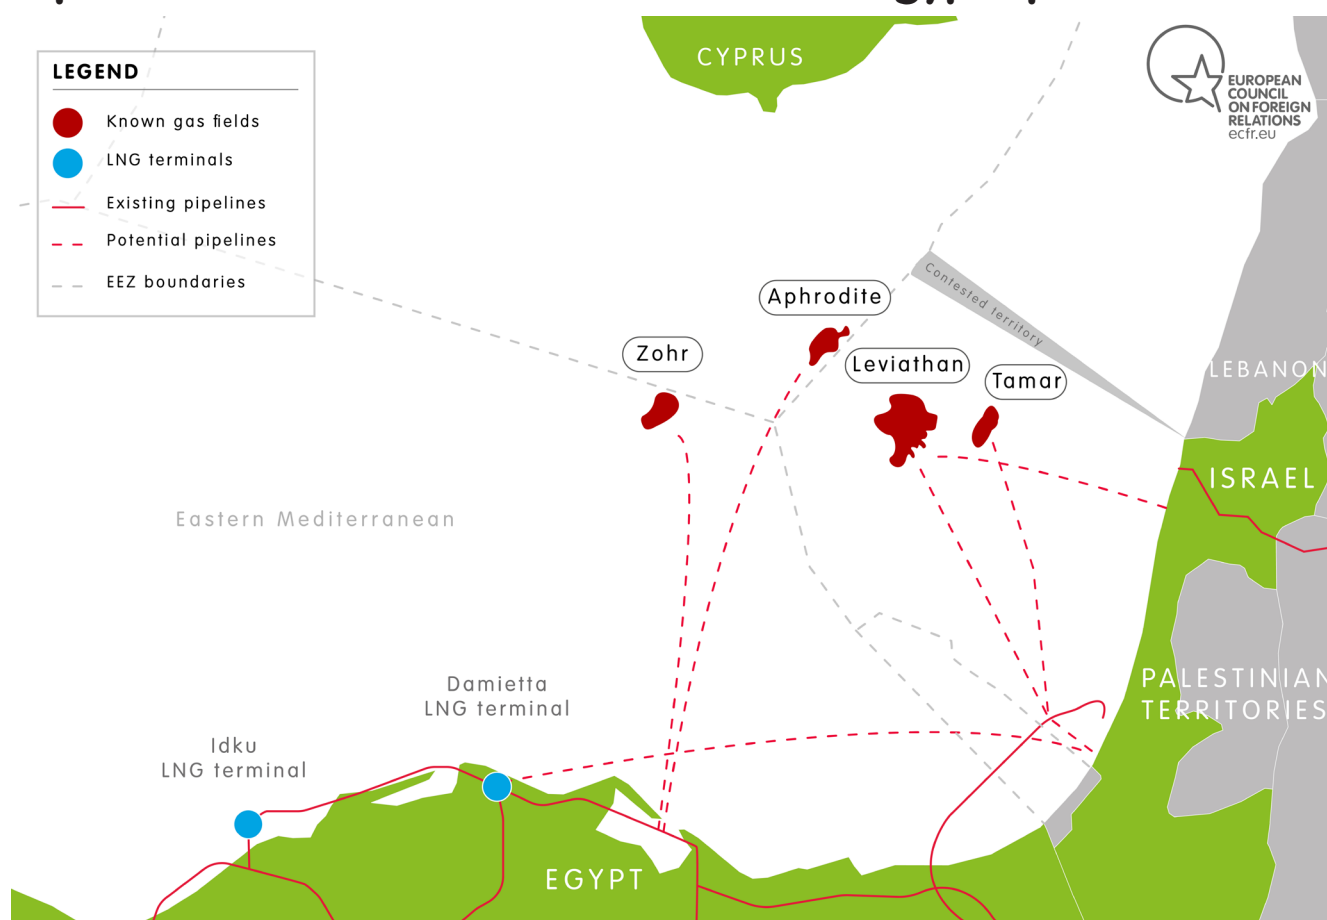 LEGEND
Known gas fields
LNG terminals
Existing pipelines
Potential pipelines
EEZ boundaries
CYPRUS
EUROPEAN
COUNCIL
ON FOREIGN
RELATIONS
ecfr.eu
Contested territory
Aphrodite
Zohr
Leviathan
Tamar
LEBANON
ISRAEL
Eastern Mediterranean
PALESTINIAN
TERRITORIES
Damietta
LNG terminal
Idku
LNG terminal
EGYPT